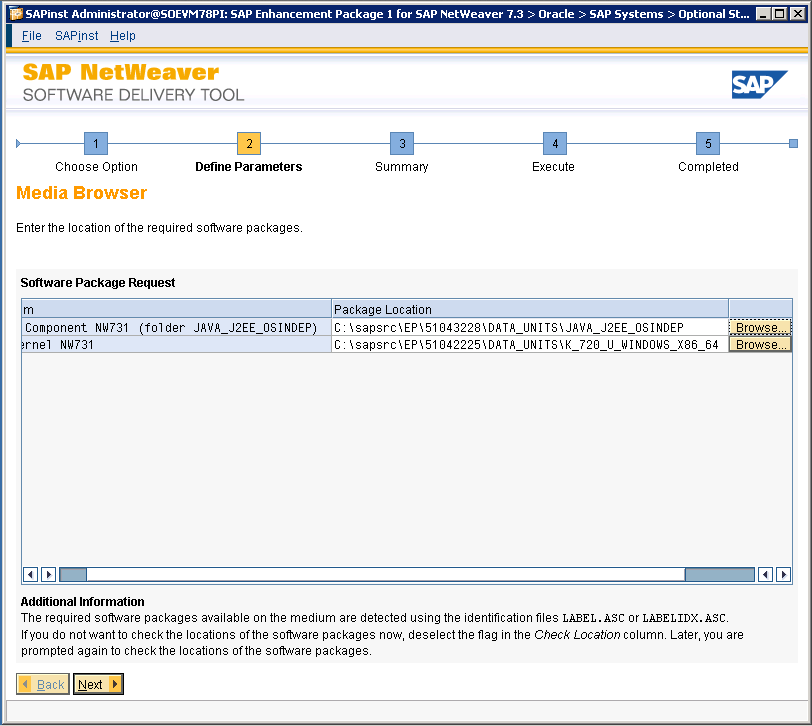 SAPinst Administrator@SOEVM78PI: SAP Enhancement Package 1 for SAP NetWeaver 7.3 > Oracle > SAP Systems > Optional St...
File SAPinst Help
SAP NetWeaver
SOFTWARE DELIVERY TOOL
SAP
1 2 3 4 5
Choose Option Define Parameters Summary Execute Completed
Media Browser
Enter the location of the required software packages.
Software Package Request
m Package Location
Component NW731 (folder JAVA_J2EE_OSINDEP) C:\sapsrc\EP\51043228\DATA_UNITS\JAVA_J2EE_OSINDEP Browse...
ernel NW731 C:\sapsrc\EP\51042225\DATA_UNITS\K_720_U_WINDOWS_X86_64 Browse...
Additional Information
The required software packages available on the medium are detected using the identification files LABEL.ASC or LABELIDX.ASC.
If you do not want to check the locations of the software packages now, deselect the flag in the Check Location column. Later, you are
prompted again to check the locations of the software packages.
Back Next